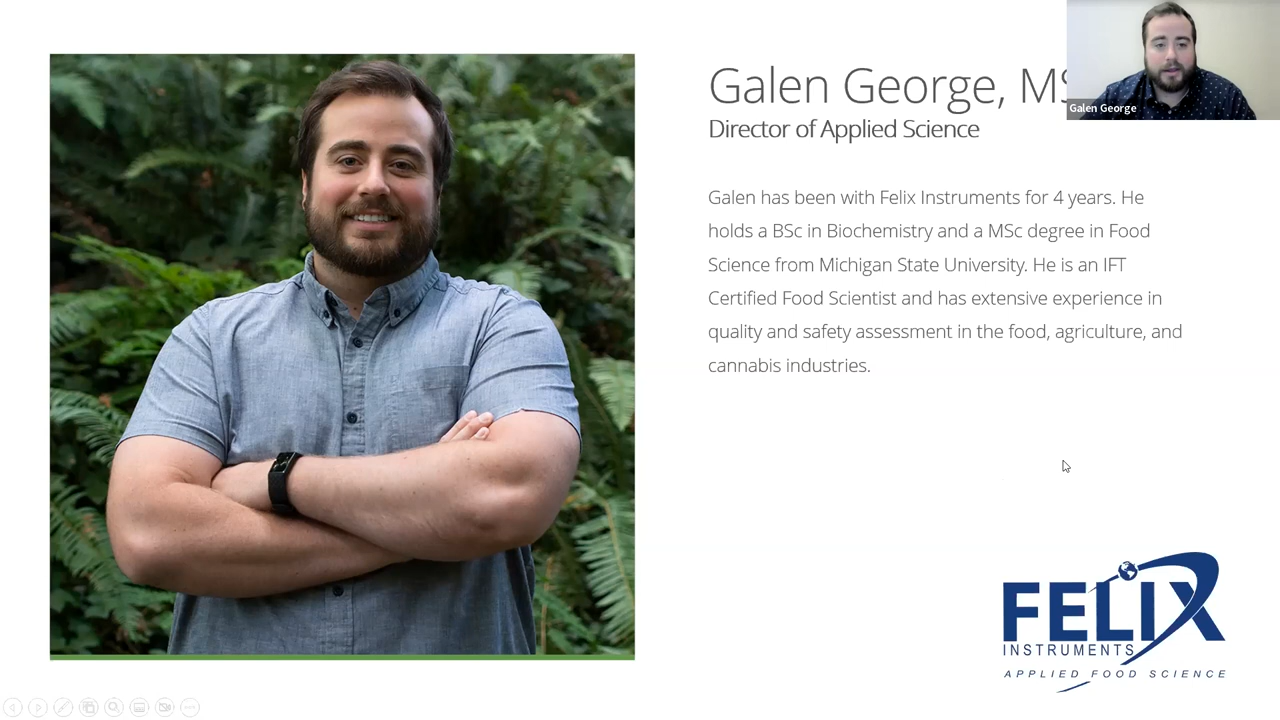 Galen George, MS
Director of Applied Science
Galen George
Galen has been with Felix Instruments for 4 years. He
holds a BSc in Biochemistry and a MSc degree in Food
Science from Michigan State University. He is an IFT
Certified Food Scientist and has extensive experience in
quality and safety assessment in the food, agriculture, and
cannabis industries.
FELIX
INSTRUMENTS
APPLIED FOOD SCIENCE